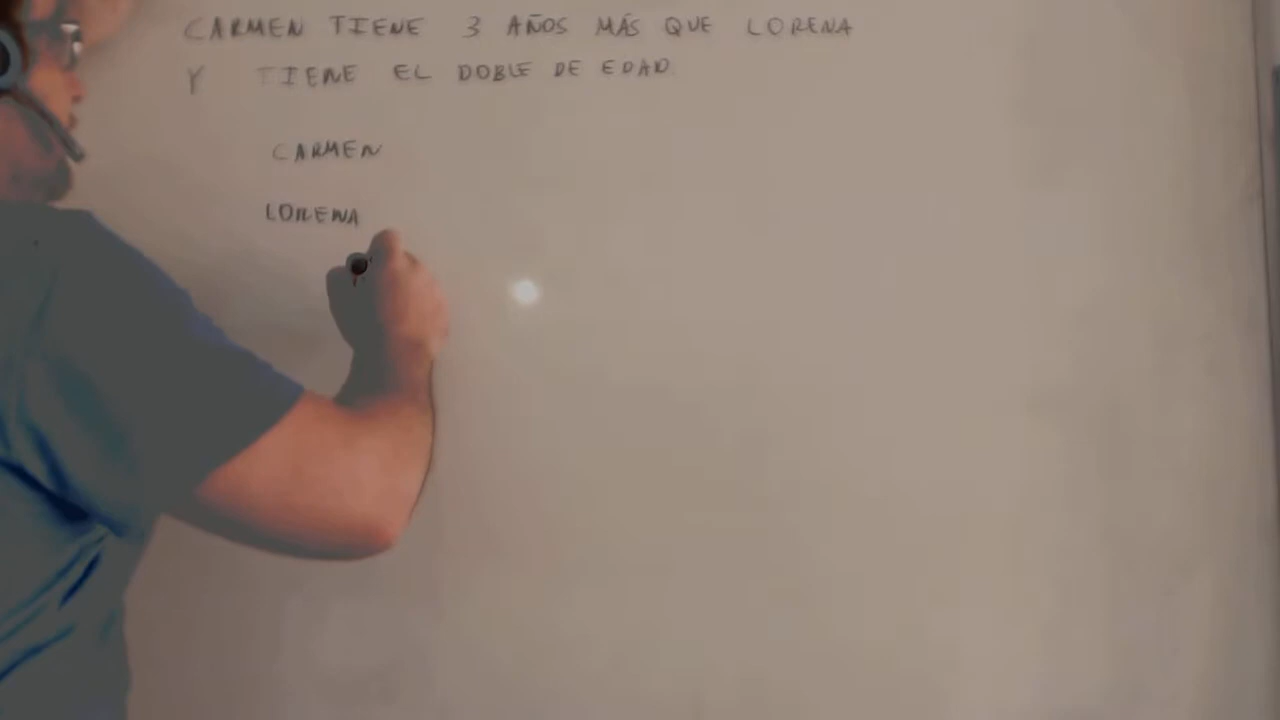 CARMEN TIENE 3 AÑOS MÁS QUE LORENA
Y TIENE EL DOBLE DE EDAD
CARMEN
LORENA